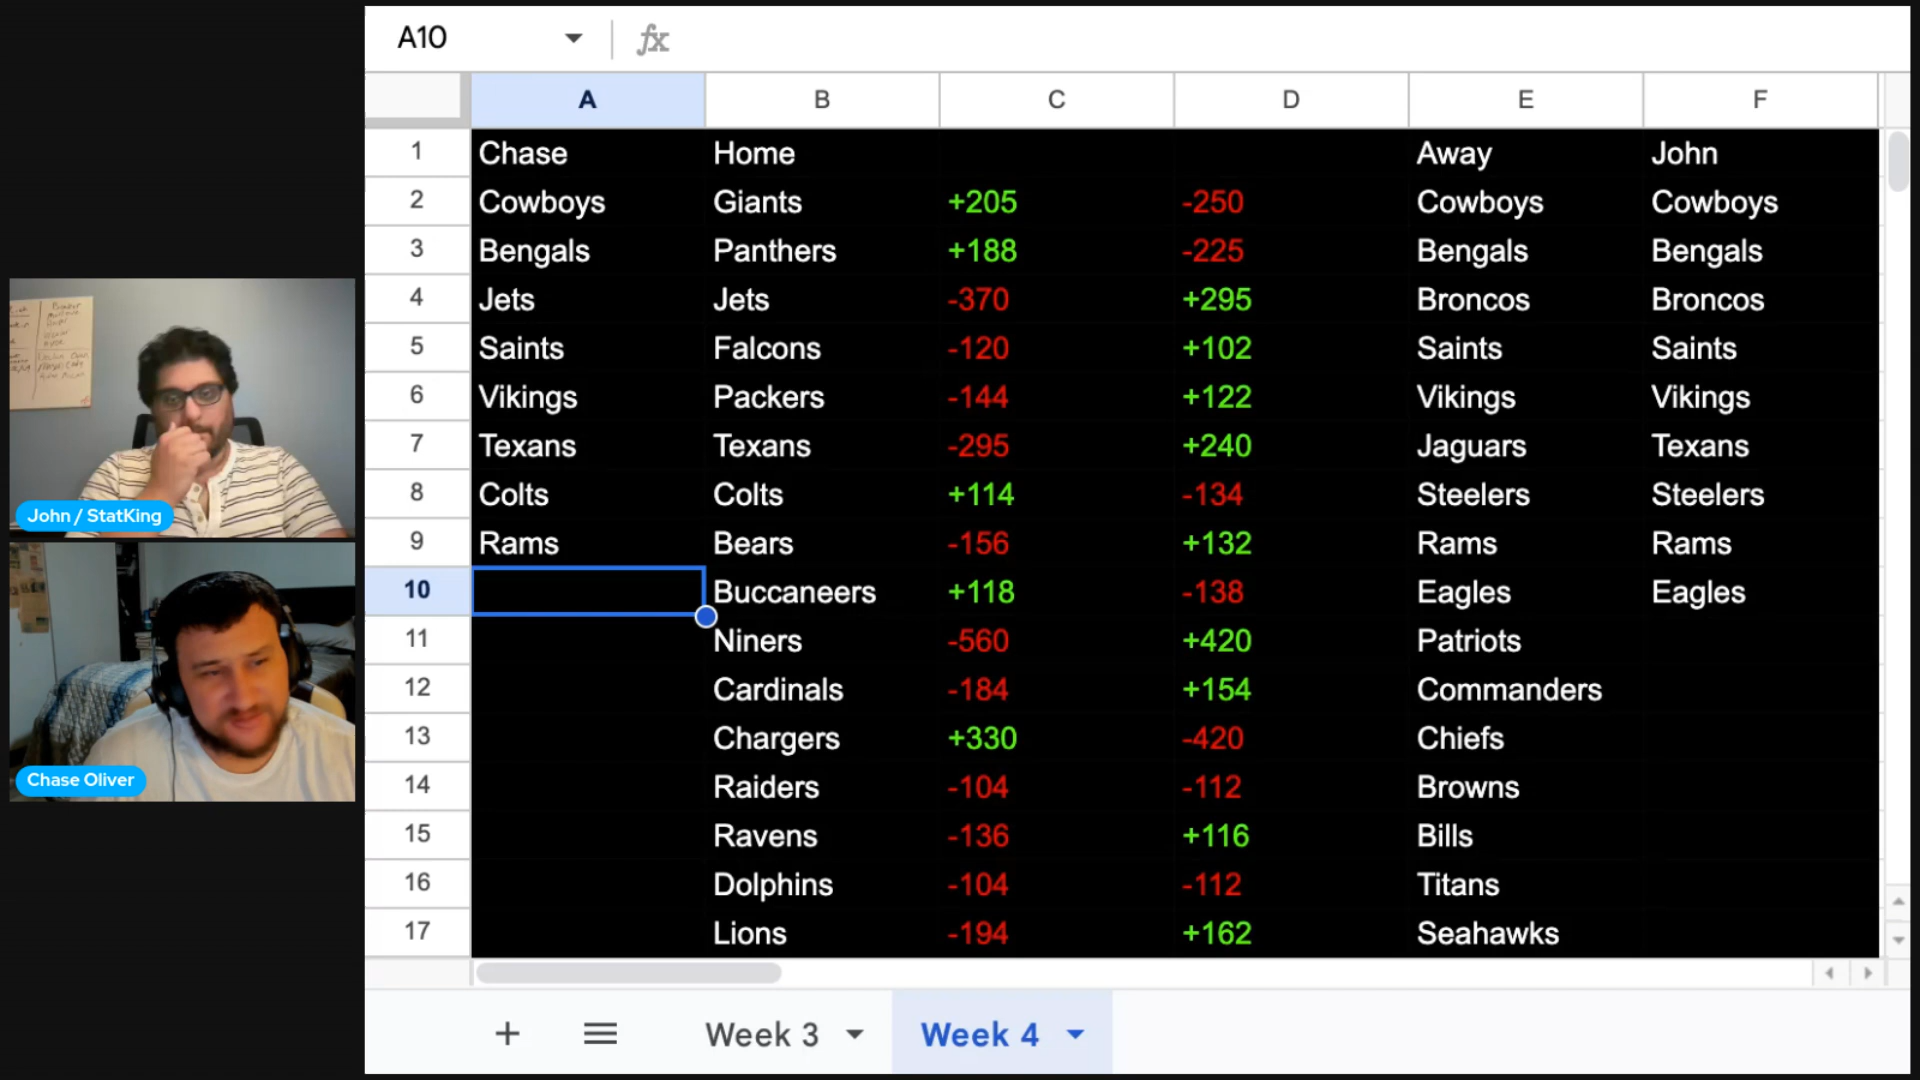 A10 fx
A B C D E F
1 Chase Home Away John
2 Cowboys Giants +205 -250 Cowboys Cowboys
3 Bengals Panthers +188 -225 Bengals Bengals
4 Jets Jets -370 +295 Broncos Broncos
5 Saints Falcons -120 +102 Saints Saints
6 Vikings Packers -144 +122 Vikings Vikings
7 Texans Texans -295 +240 Jaguars Texans
8 Colts Colts +114 -134 Steelers Steelers
9 Rams Bears -156 +132 Rams Rams
10 Buccaneers +118 -138 Eagles Eagles
11 Niners -560 +420 Patriots
12 Cardinals -184 +154 Commanders
13 Chargers +330 -420 Chiefs
14 Raiders -104 -112 Browns
15 Ravens -136 +116 Bills
16 Dolphins -104 -112 Titans
17 Lions -194 +162 Seahawks
Week 3 Week 4
John / StatKing
Chase Oliver